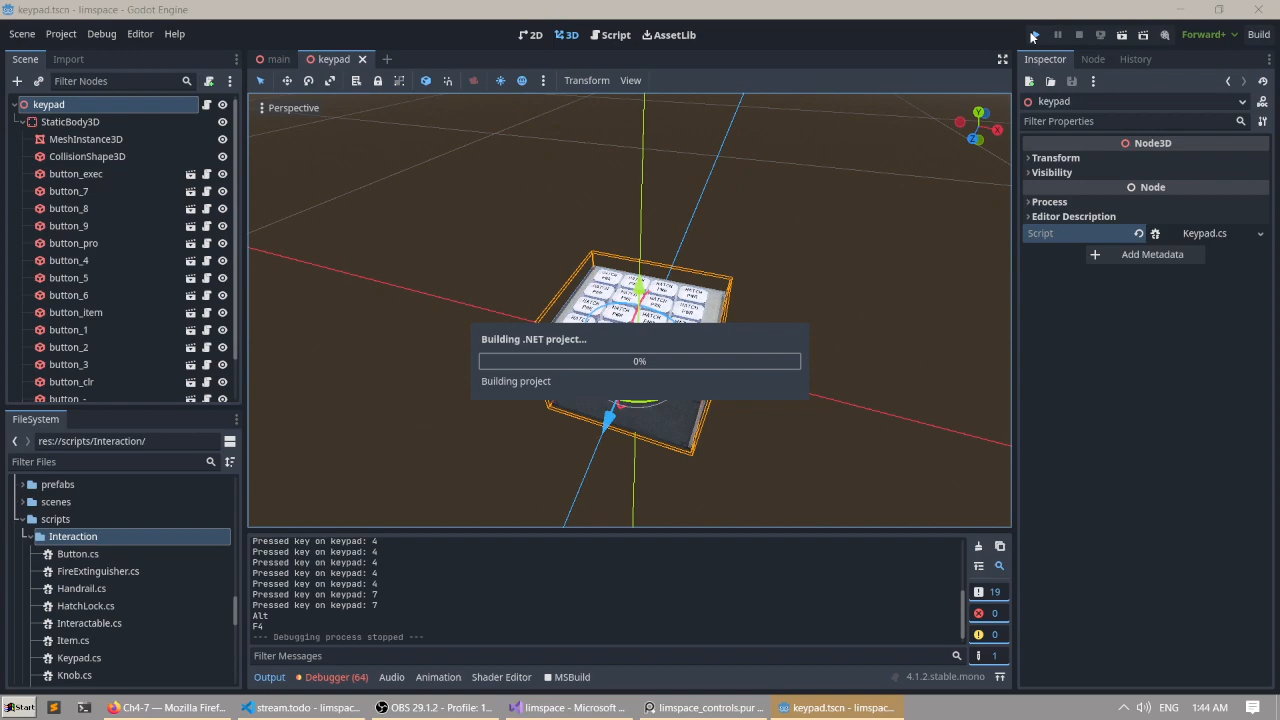 keypad.tscn - limspace - Godot Engine
Scene Project Debug Editor Help
2D 3D Script AssetLib
Forward+ Build
Scene Import
main keypad
Inspector Node History
Filter Nodes
Transform View
keypad
Filter Properties
Perspective
keypad
StaticBody3D
MeshInstance3D
CollisionShape3D
button_exec
button_7
button_8
button_9
button_pro
button_4
button_5
button_6
button_item
button_1
button_2
button_3
button_clr
button_-
Y
X
Z
HATCH PWR
Node3D
Transform
Visibility
Node
Process
Editor Description
Script Keypad.cs
Add Metadata
Building .NET project...
0%
Building project
FileSystem
res://scripts/Interaction/
Filter Files
prefabs
scenes
scripts
Interaction
Button.cs
FireExtinguisher.cs
Handrail.cs
HatchLock.cs
Interactable.cs
Item.cs
Keypad.cs
Knob.cs
Pressed key on keypad: 4
Pressed key on keypad: 4
Pressed key on keypad: 4
Pressed key on keypad: 4
Pressed key on keypad: 4
Pressed key on keypad: 7
Pressed key on keypad: 7
Alt
F4
--- Debugging process stopped ---
19
0
0
1
Filter Messages
Output Debugger (64) Audio Animation Shader Editor MSBuild
4.1.2.stable.mono
Start
Ch4-7 — Mozilla Firef...
stream.todo - limspac...
OBS 29.1.2 - Profile: 1...
limspace - Microsoft ...
limspace_controls.pur ...
keypad.tscn - limspac...
1:44 AM